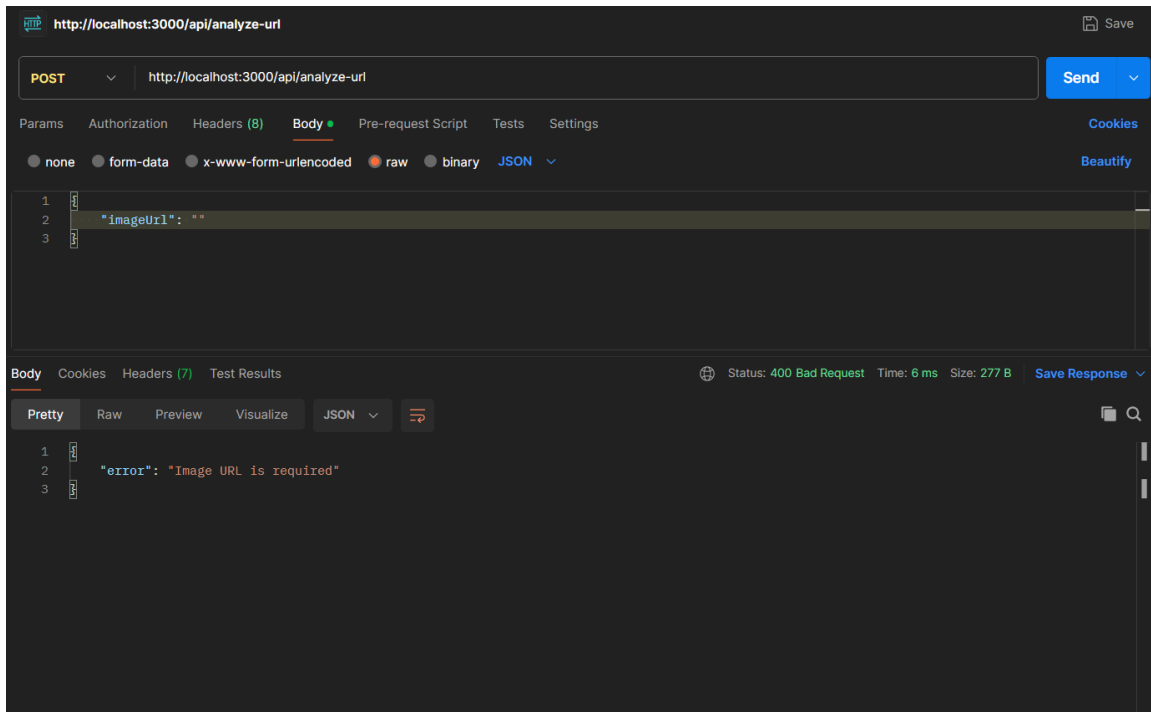 HTTP http://localhost:3000/api/analyze-url Save
POST http://localhost:3000/api/analyze-url Send
Params Authorization Headers (8) Body Pre-request Script Tests Settings Cookies
none form-data x-www-form-urlencoded raw binary JSON Beautify
1 {
2 "imageUrl": ""
3 }
Body Cookies Headers (7) Test Results Status: 400 Bad Request Time: 6 ms Size: 277 B Save Response
Pretty Raw Preview Visualize JSON
1 {
2 "error": "Image URL is required"
3 }